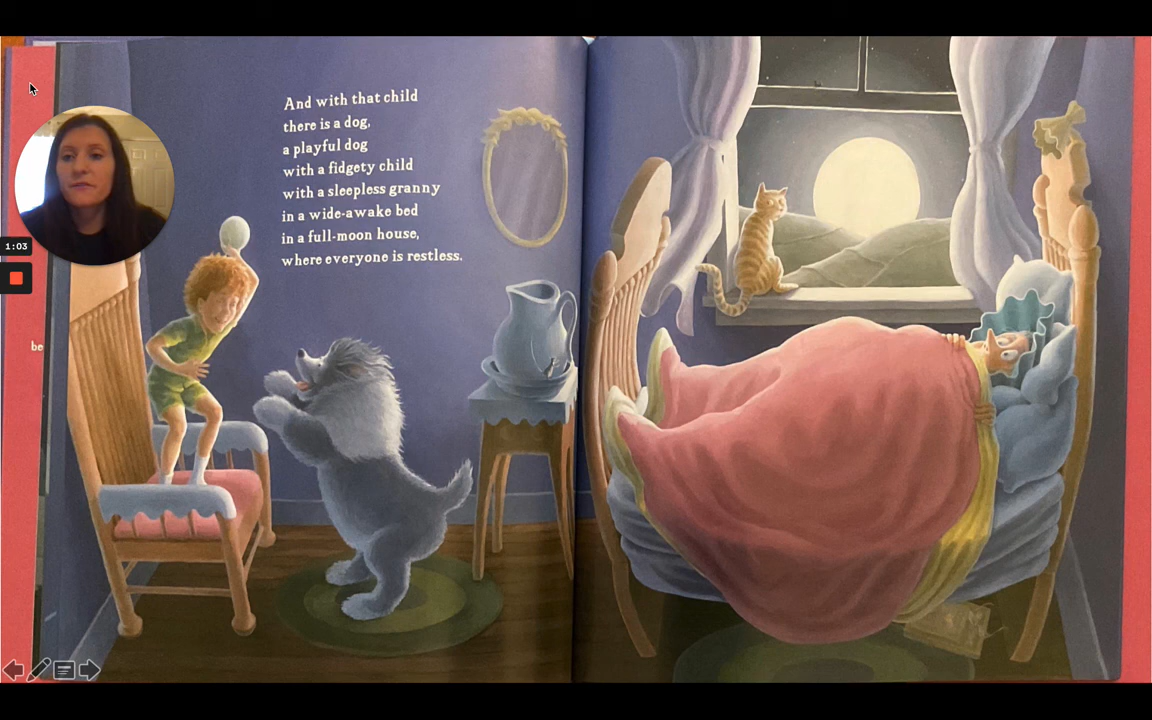 And with that child
there is a dog,
a playful dog
with a fidgety child
with a sleepless granny
in a wide-awake bed
in a full-moon house,
where everyone is restless.
1:03
be